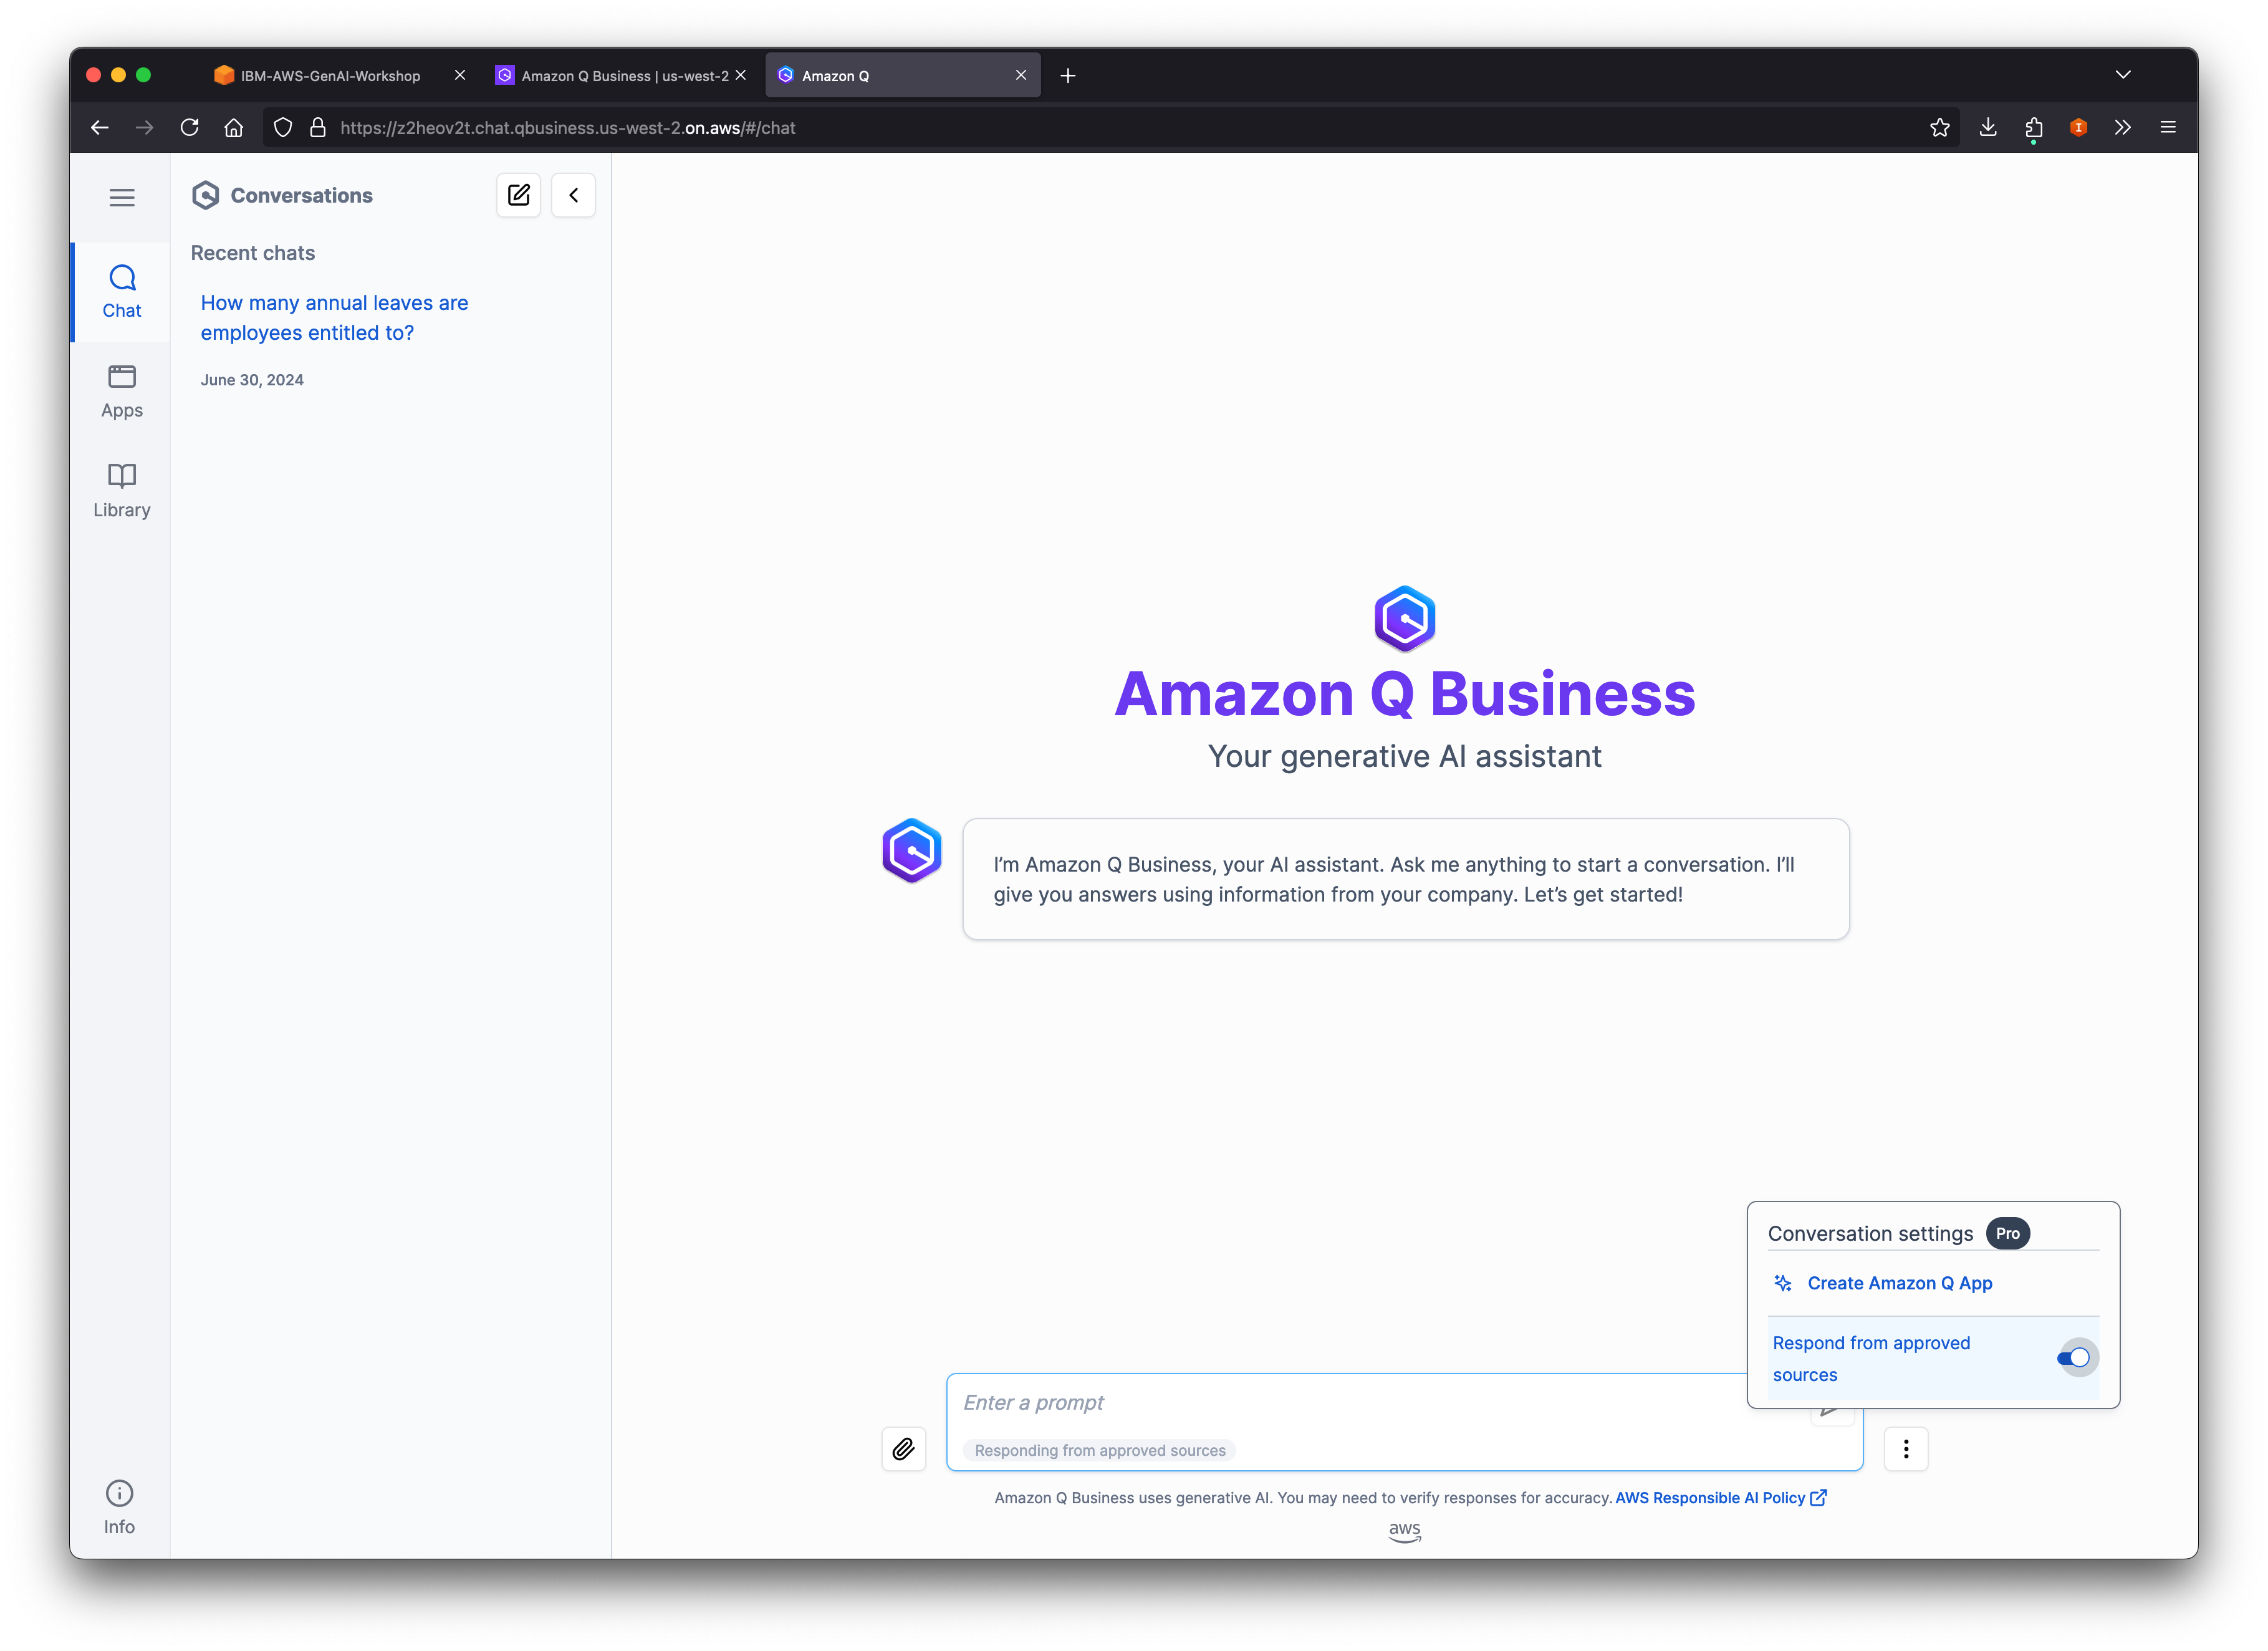 IBM-AWS-GenAI-Workshop
Amazon Q Business | us-west-2
Amazon Q
https://z2heov2t.chat.qbusiness.us-west-2.on.aws/#/chat
Conversations
Recent chats
How many annual leaves are
employees entitled to?
June 30, 2024
Chat
Apps
Library
Info
Amazon Q Business
Your generative AI assistant
I’m Amazon Q Business, your AI assistant. Ask me anything to start a conversation. I’ll
give you answers using information from your company. Let’s get started!
Conversation settings Pro
Create Amazon Q App
Respond from approved
sources
Enter a prompt
Responding from approved sources
Amazon Q Business uses generative AI. You may need to verify responses for accuracy. AWS Responsible AI Policy
aws